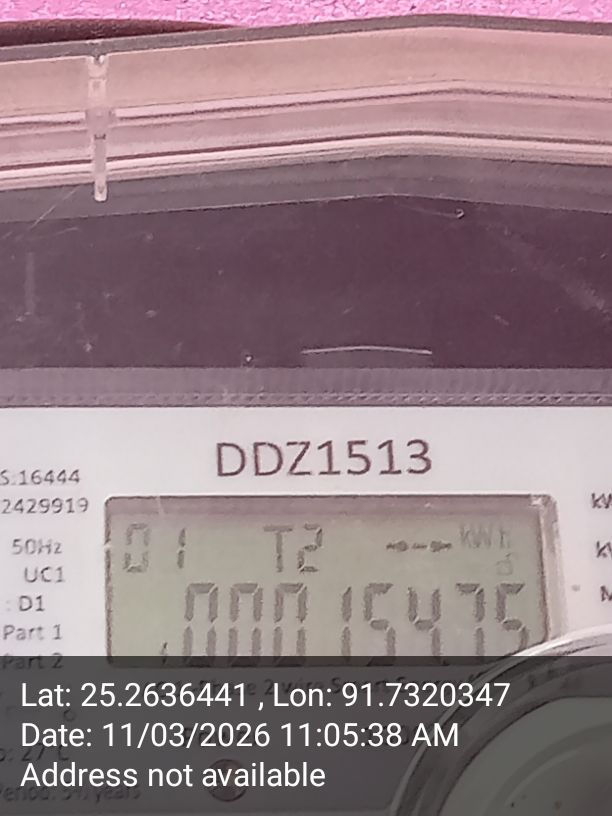 DDZ1513
S:16444
2429919
50Hz
UC1
D1
Part 1
Part 2
01 T2 kWh
00015475
Lat: 25.2636441 , Lon: 91.7320347
Date: 11/03/2026 11:05:38 AM
Address not available